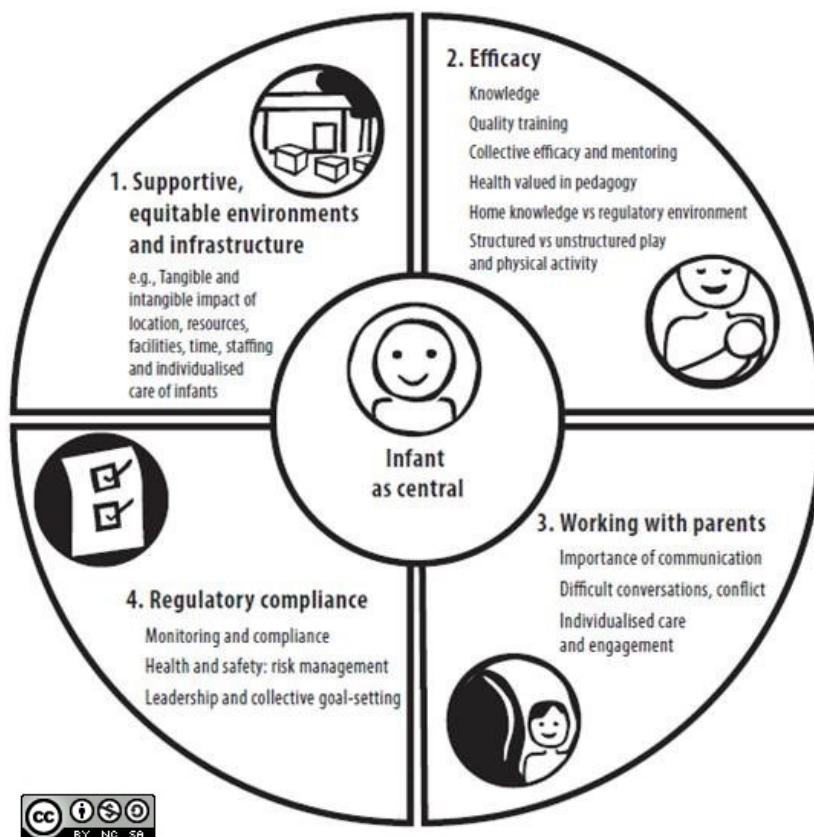 1. Supportive,
equitable environments
and infrastructure
e.g., Tangible and
intangible impact of
location, resources,
facilities, time, staffing
and individualised
care of infants
2. Efficacy
Knowledge
Quality training
Collective efficacy and mentoring
Health valued in pedagogy
Home knowledge vs regulatory environment
Structured vs unstructured play
and physical activity
Infant
as central
3. Working with parents
Importance of communication
Difficult conversations, conflict
Individualised care
and engagement
4. Regulatory compliance
Monitoring and compliance
Health and safety: risk management
Leadership and collective goal-setting
cc
BY NC SA